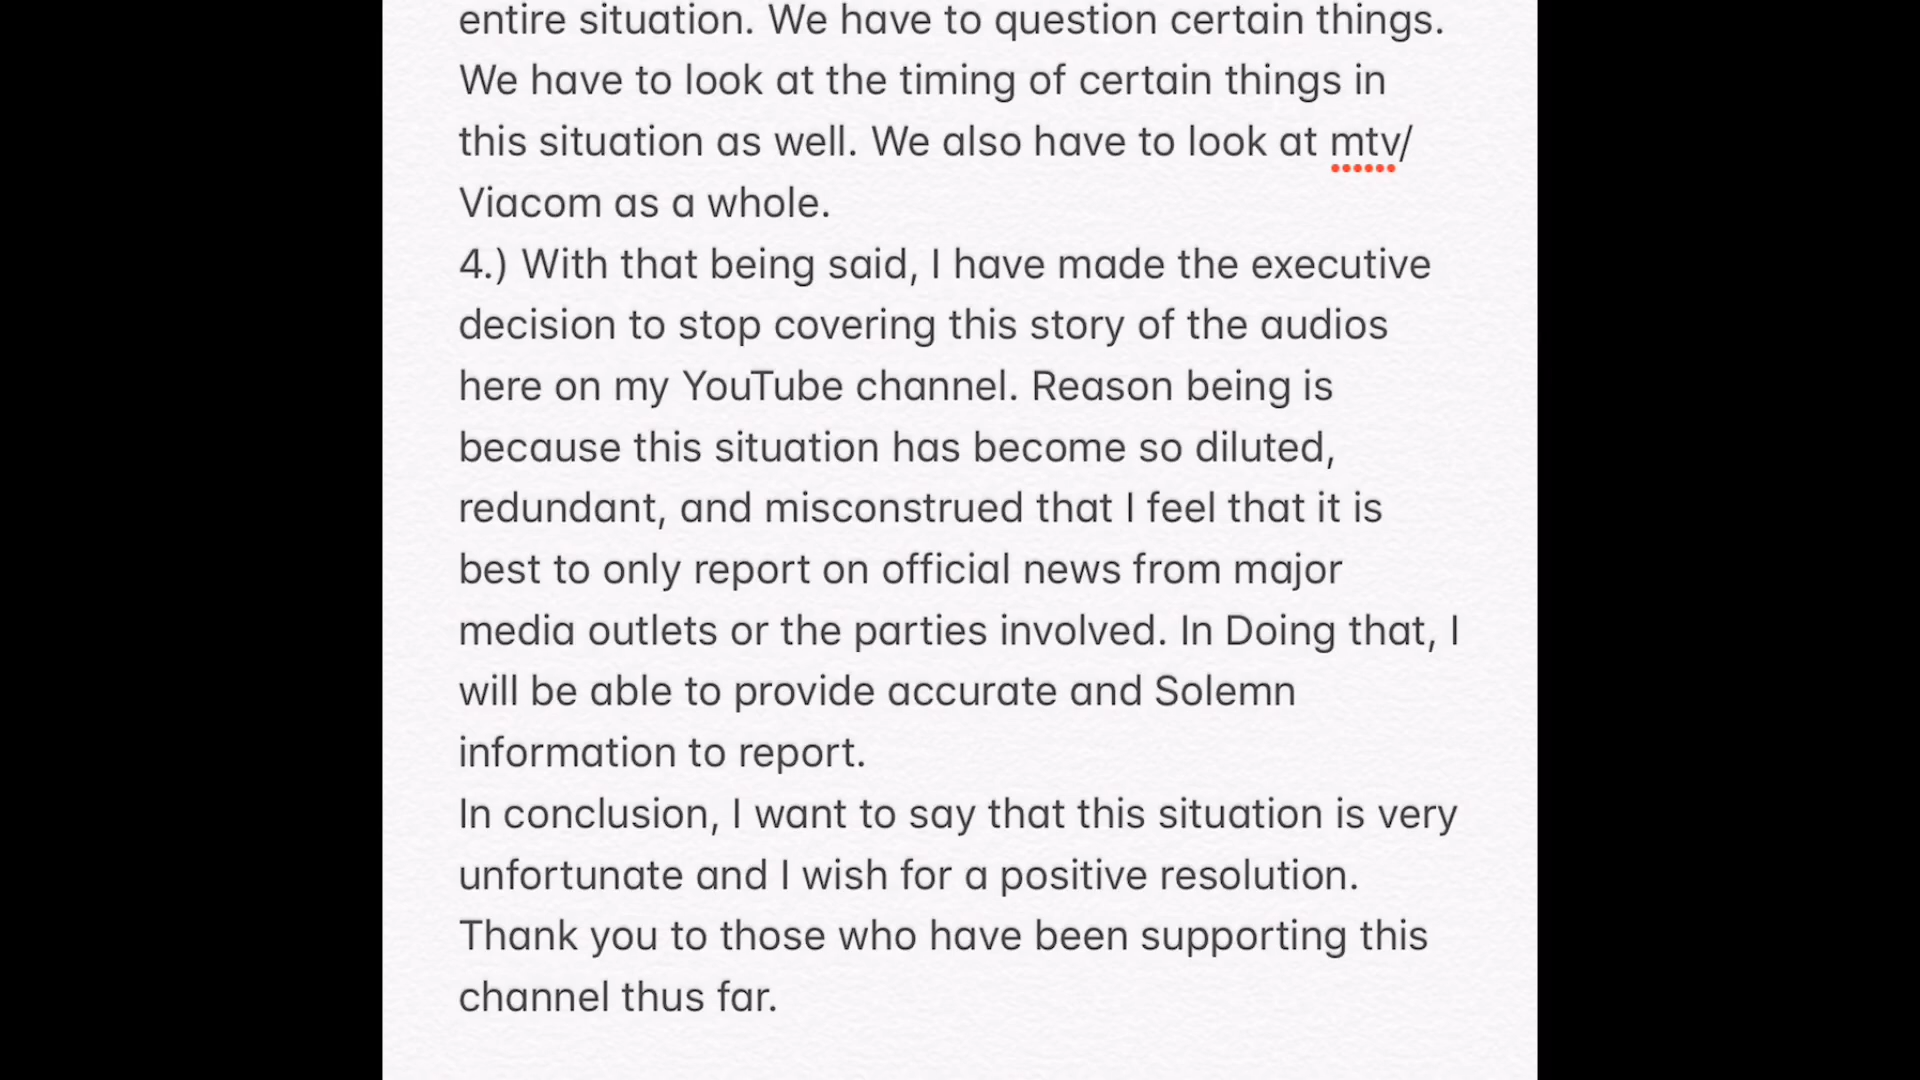 entire situation. We have to question certain things.
We have to look at the timing of certain things in
this situation as well. We also have to look at mtv/
Viacom as a whole.
4.) With that being said, I have made the executive
decision to stop covering this story of the audios
here on my YouTube channel. Reason being is
because this situation has become so diluted,
redundant, and misconstrued that I feel that it is
best to only report on official news from major
media outlets or the parties involved. In Doing that, I
will be able to provide accurate and Solemn
information to report.
In conclusion, I want to say that this situation is very
unfortunate and I wish for a positive resolution.
Thank you to those who have been supporting this
channel thus far.